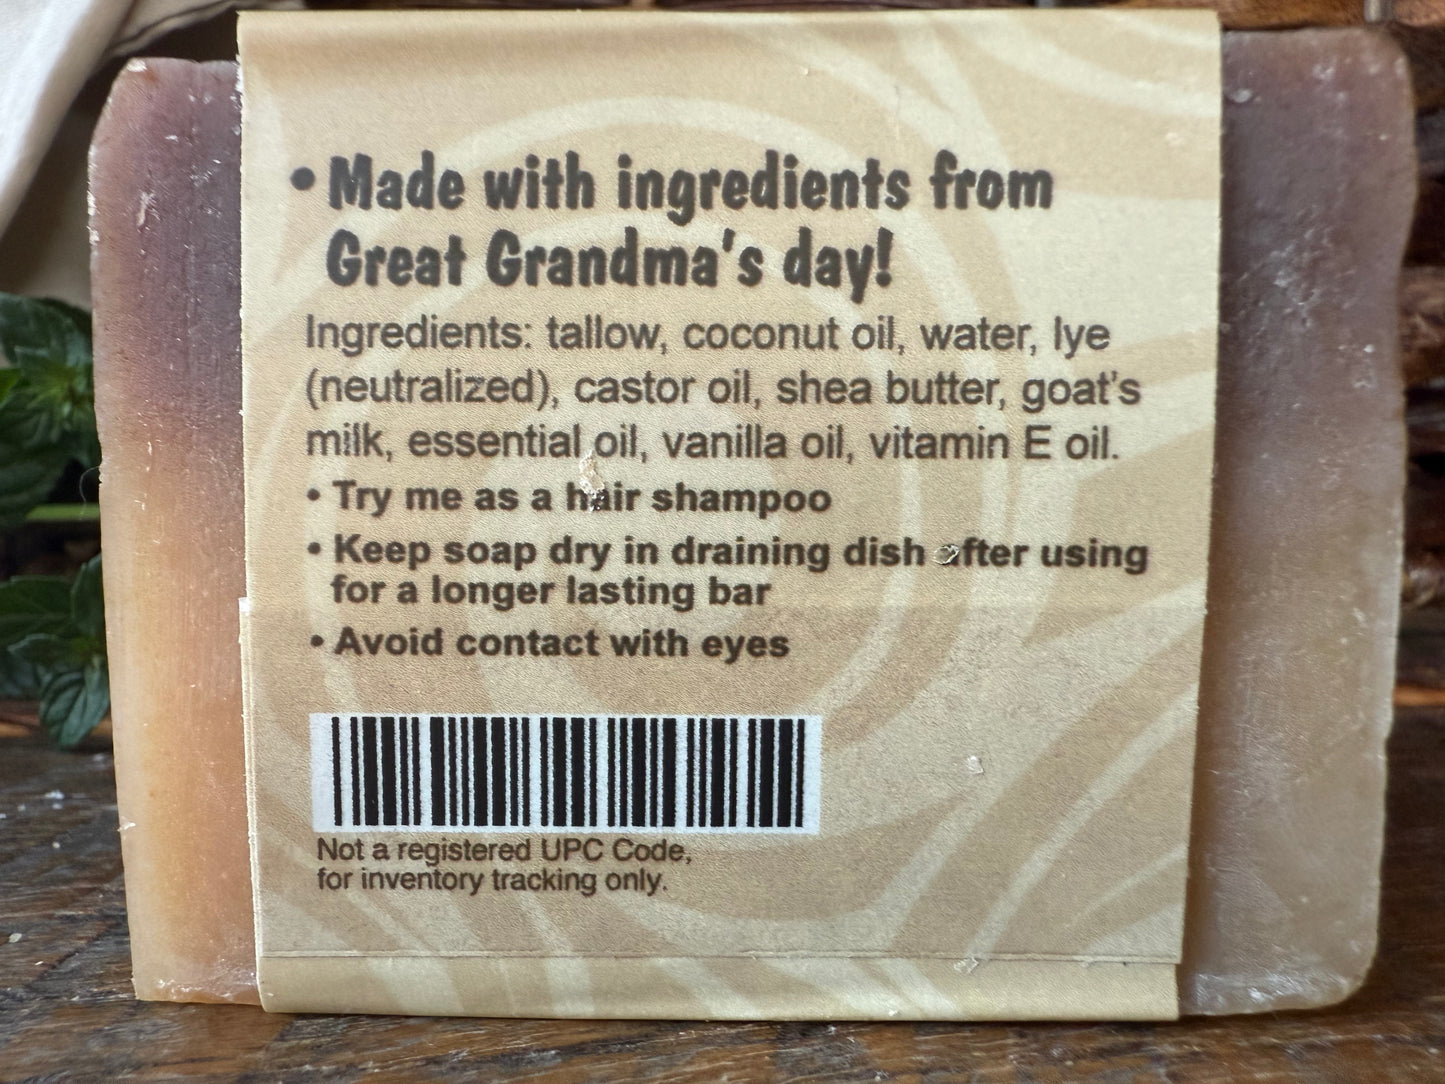 • Made with ingredients from
Great Grandma's day!
Ingredients: tallow, coconut oil, water, lye
(neutralized), castor oil, shea butter, goat's
milk, essential oil, vanilla oil, vitamin E oil.
• Try me as a hair shampoo
• Keep soap dry in draining dish after using
for a longer lasting bar
• Avoid contact with eyes
Not a registered UPC Code,
for inventory tracking only.